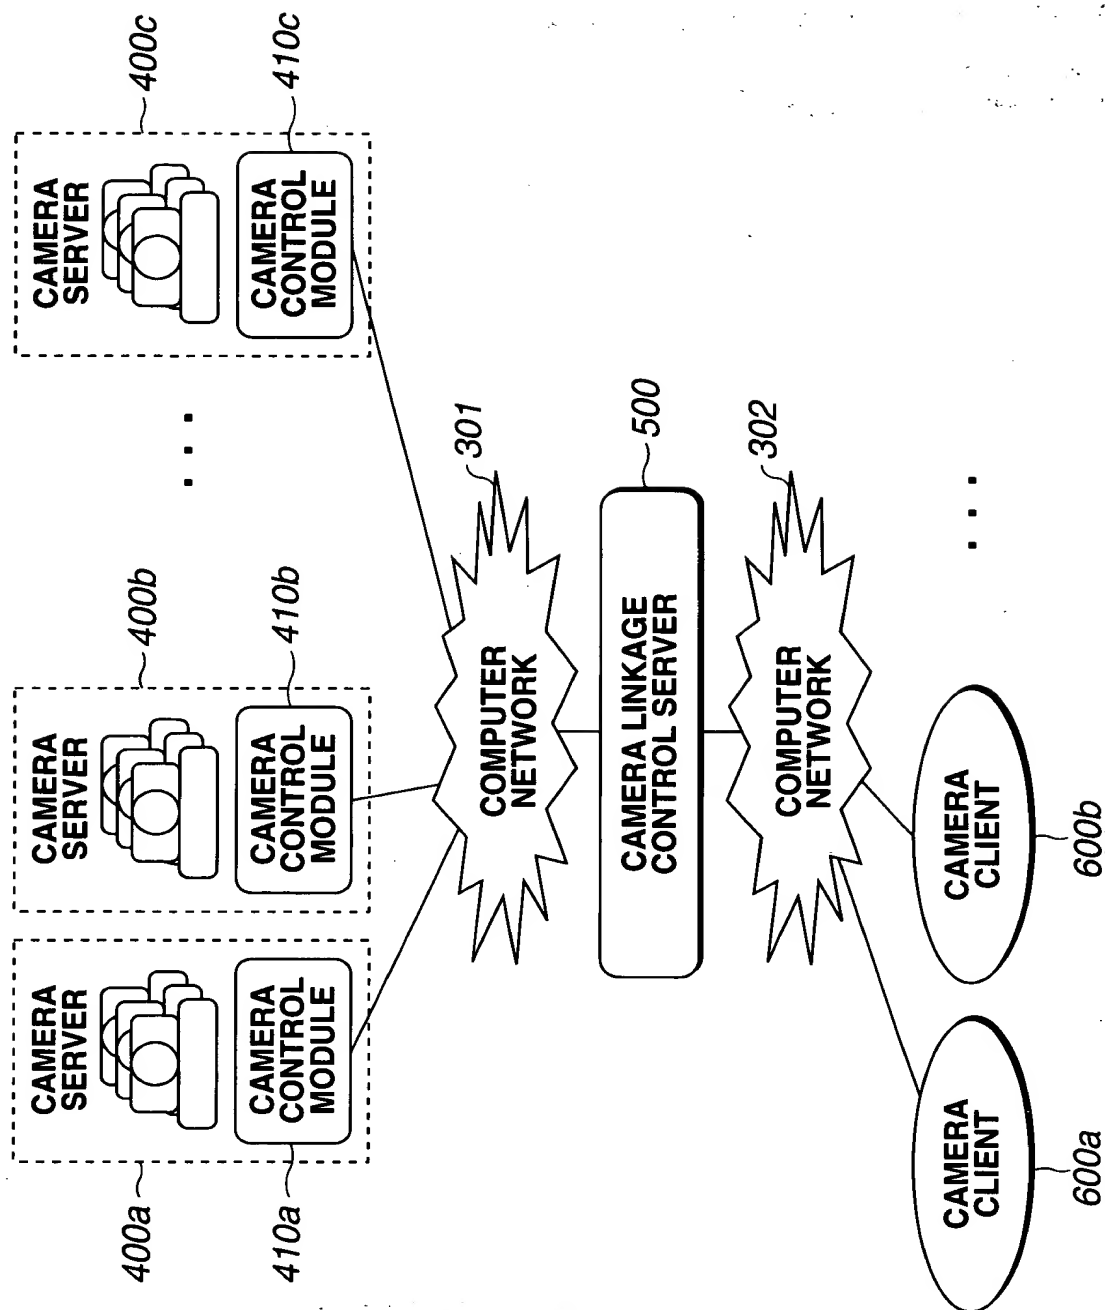 400a
CAMERA
SERVER
410a
CAMERA
CONTROL
MODULE
400b
CAMERA
SERVER
410b
CAMERA
CONTROL
MODULE
. . .
400c
CAMERA
SERVER
410c
CAMERA
CONTROL
MODULE
301
COMPUTER
NETWORK
500
CAMERA LINKAGE
CONTROL SERVER
302
COMPUTER
NETWORK
CAMERA
CLIENT
600a
CAMERA
CLIENT
600b
. . .